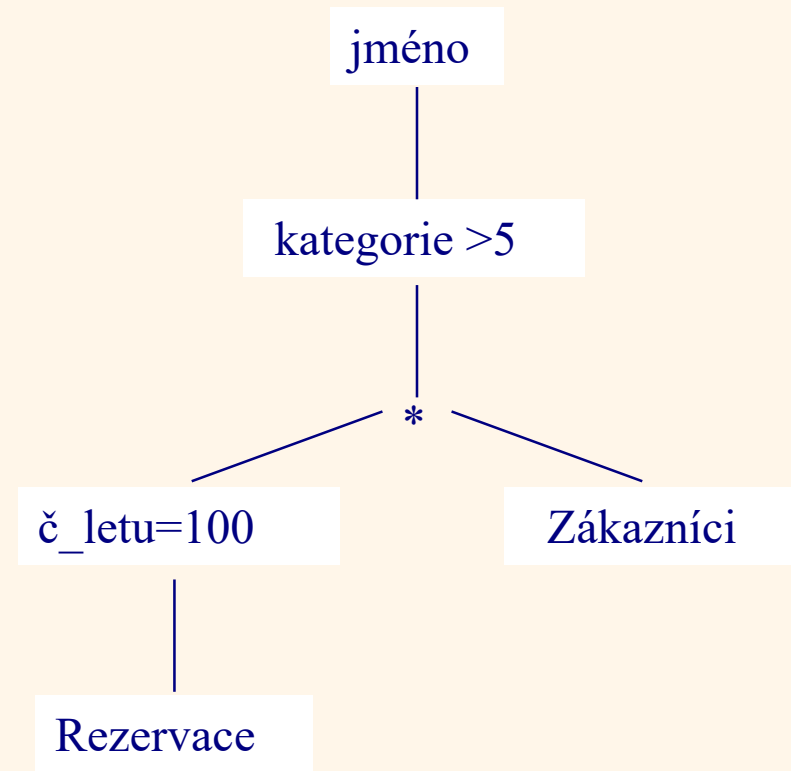 jméno
kategorie >5
*
č_letu=100
Zákazníci
Rezervace